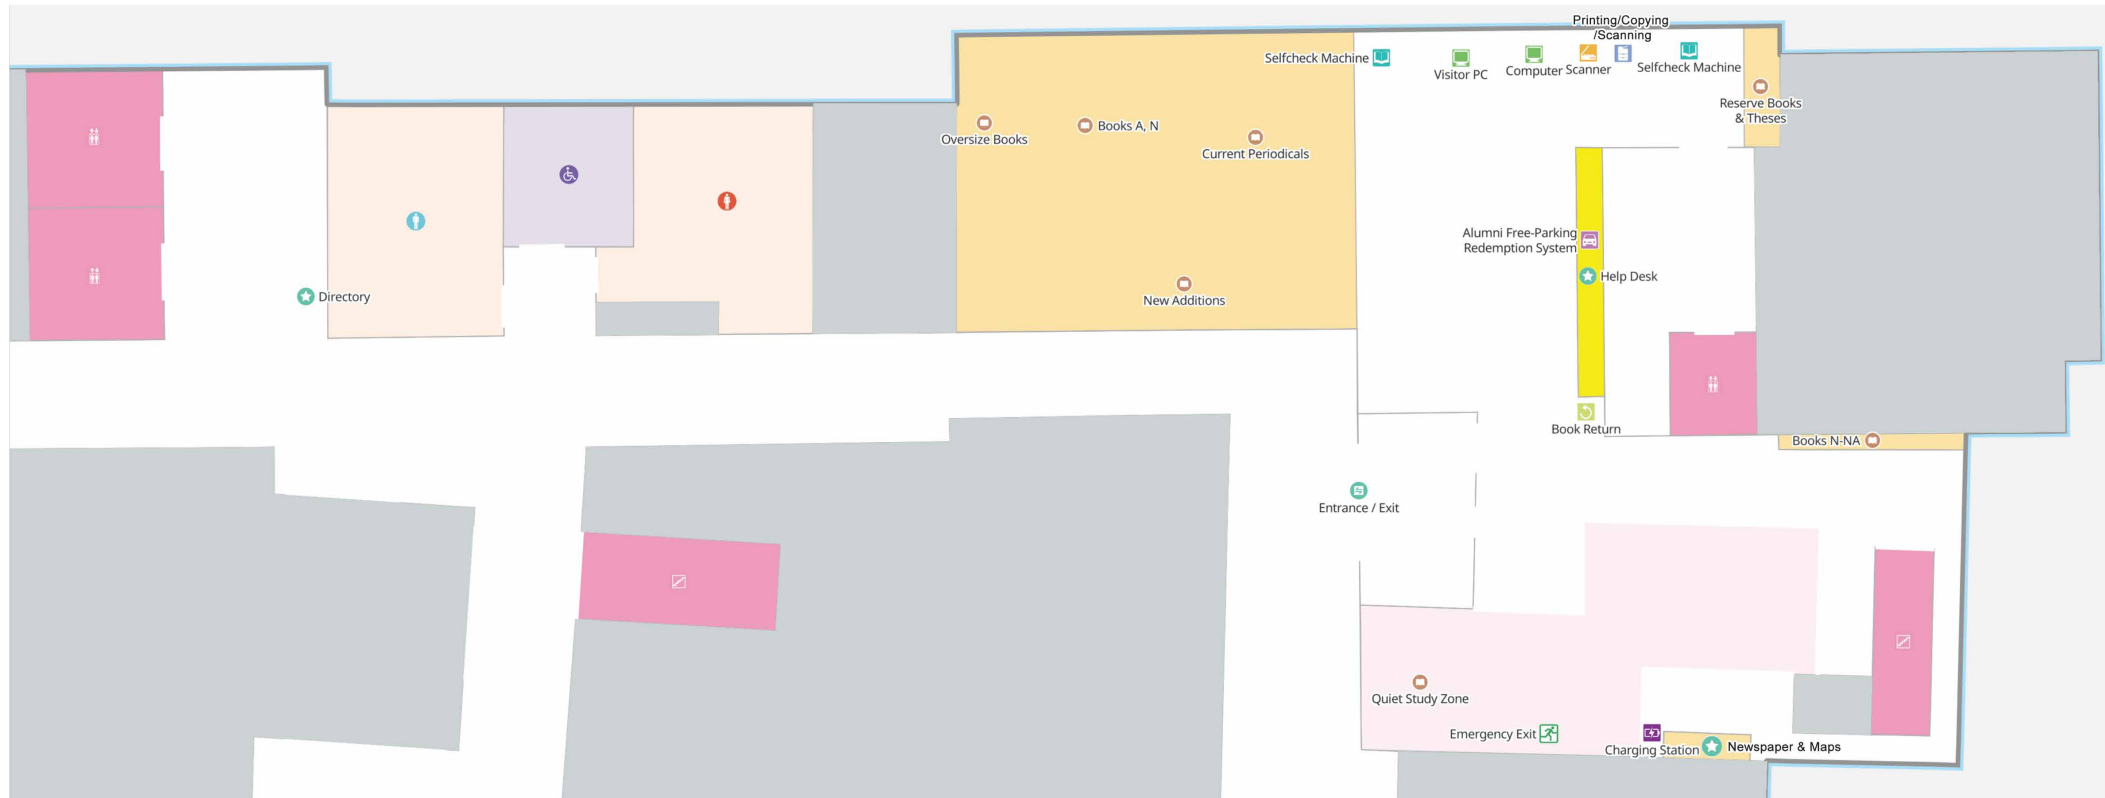 Printing/Copying
/Scanning
Selfcheck Machine
Visitor PC
Computer
Scanner
Selfcheck Machine
Reserve Books
& Theses
Oversize Books
Books A, N
Current Periodicals
Alumni Free-Parking
Redemption System
Help Desk
Directory
New Additions
Book Return
Books N-NA
Entrance / Exit
Quiet Study Zone
Emergency Exit
Charging Station
Newspaper & Maps